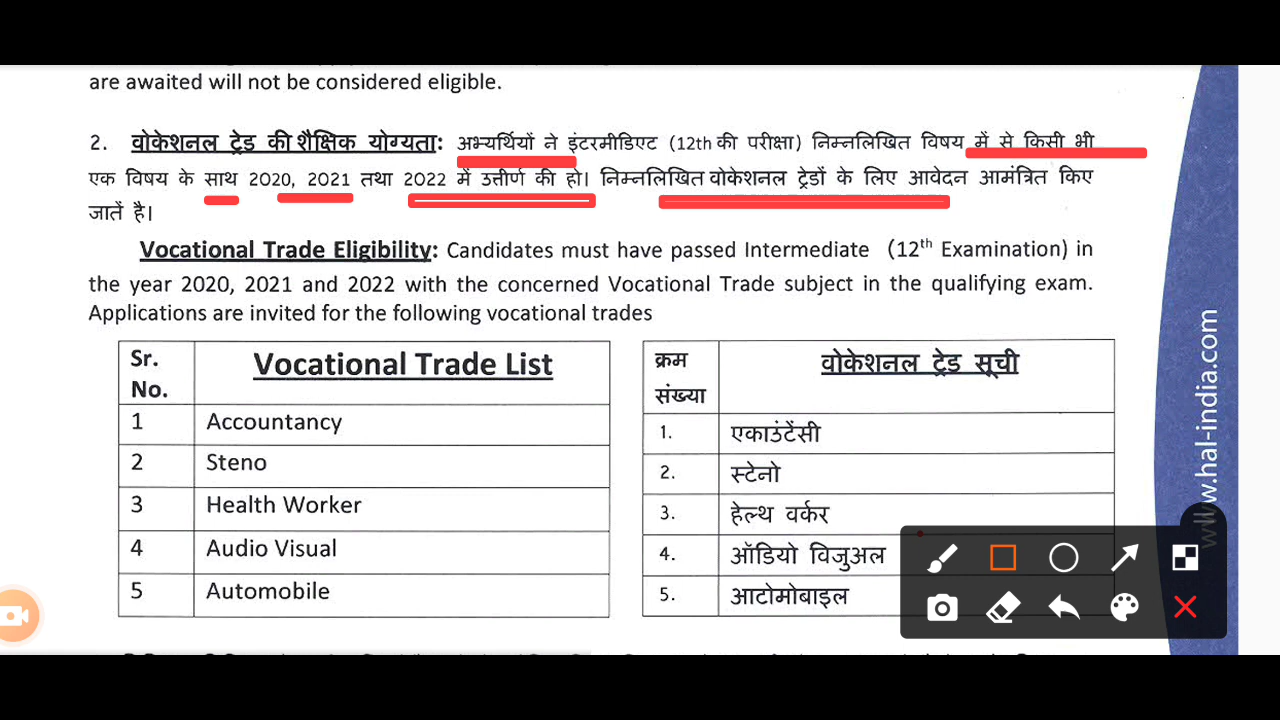 are awaited will not be considered eligible.
2. वोकेशनल ट्रेड की शैक्षिक योग्यता: अभ्यर्थियों ने इंटरमीडिएट (12th की परीक्षा) निम्नलिखित विषय में से किसी भी
एक विषय के साथ 2020, 2021 तथा 2022 में उत्तीर्ण की हो। निम्नलिखित वोकेशनल ट्रेडों के लिए आवेदन आमंत्रित किए
जातें है।
Vocational Trade Eligibility: Candidates must have passed Intermediate (12th Examination) in
the year 2020, 2021 and 2022 with the concerned Vocational Trade subject in the qualifying exam.
Applications are invited for the following vocational trades
Sr. No. Vocational Trade List
1 Accountancy
2 Steno
3 Health Worker
4 Audio Visual
5 Automobile
क्रम संख्या वोकेशनल ट्रेड सूची
1. एकाउंटेंसी
2. स्टेनो
3. हेल्थ वर्कर
4. ऑडियो विजुअल
5. आटोमोबाइल
www.hal-india.com